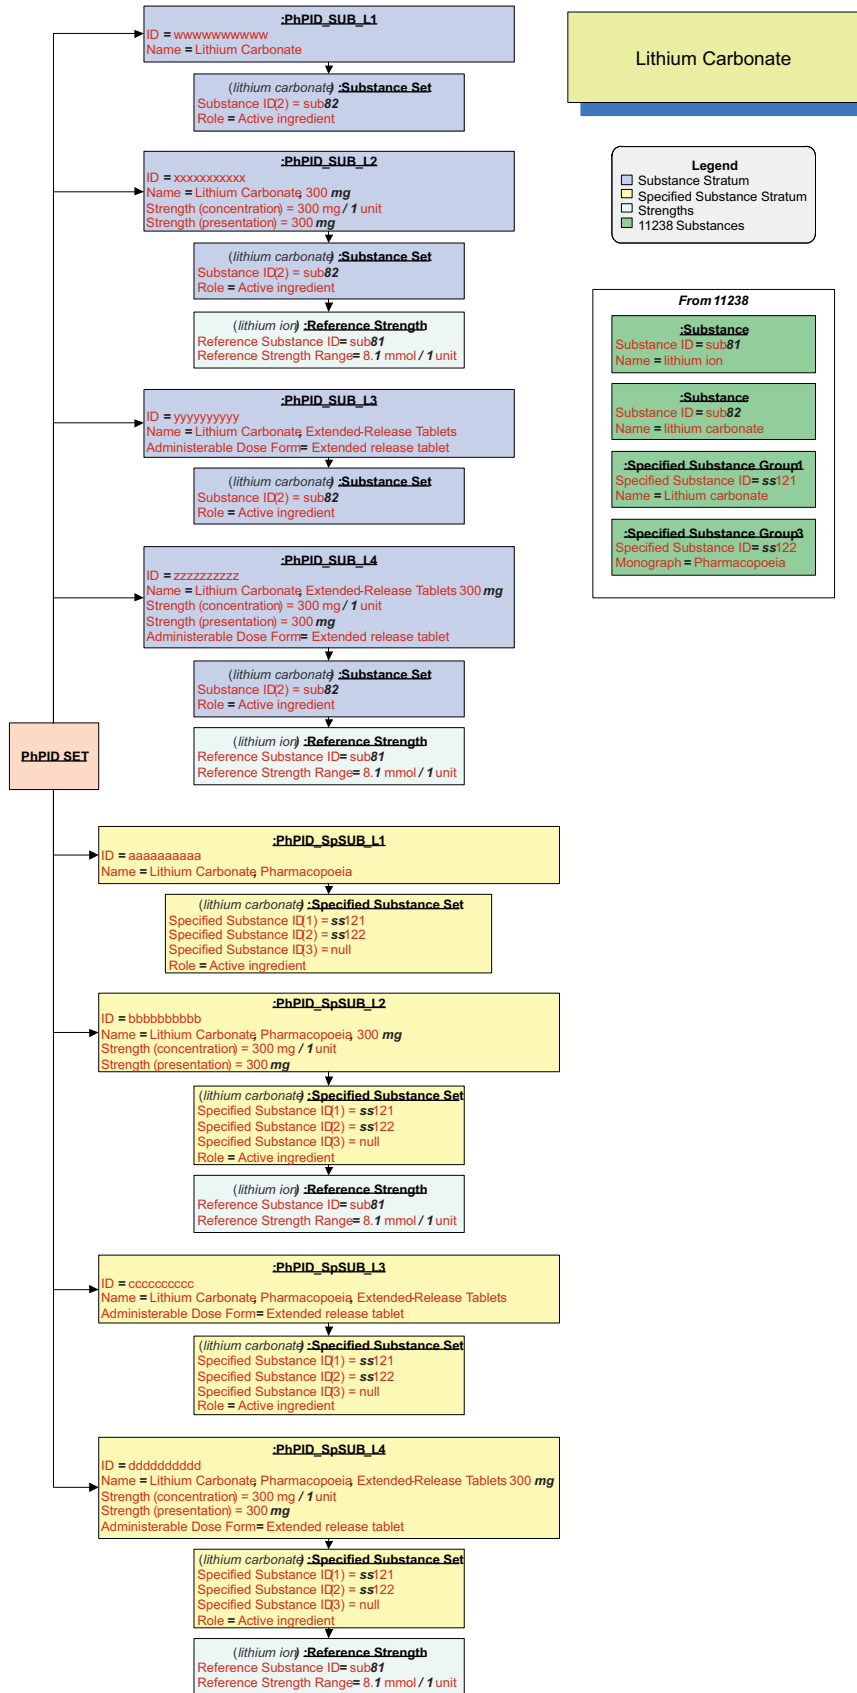 :PhPID_SUB_L1
ID = wwwwwwwwww
Name = Lithium Carbonate
(lithium carbonate) :Substance Set
Substance ID(2) = sub82
Role = Active ingredient
:PhPID_SUB_L2
ID = xxxxxxxxxxx
Name = Lithium Carbonate, 300 mg
Strength (concentration) = 300 mg / 1 unit
Strength (presentation) = 300 mg
(lithium carbonate) :Substance Set
Substance ID(2) = sub82
Role = Active ingredient
(lithium ion) :Reference Strength
Reference Substance ID= sub81
Reference Strength Range= 8.1 mmol / 1 unit
:PhPID_SUB_L3
ID = yyyyyyyyyy
Name = Lithium Carbonate, Extended-Release Tablets
Administerable Dose Form= Extended release tablet
(lithium carbonate) :Substance Set
Substance ID(2) = sub82
Role = Active ingredient
:PhPID_SUB_L4
ID = zzzzzzzzzz
Name = Lithium Carbonate, Extended-Release Tablets 300 mg
Strength (concentration) = 300 mg / 1 unit
Strength (presentation) = 300 mg
Administerable Dose Form= Extended release tablet
(lithium carbonate) :Substance Set
Substance ID(2) = sub82
Role = Active ingredient
(lithium ion) :Reference Strength
Reference Substance ID= sub81
Reference Strength Range= 8.1 mmol / 1 unit
PhPID SET
:PhPID_SpSUB_L1
ID = aaaaaaaaaa
Name = Lithium Carbonate, Pharmacopoeia
(lithium carbonate) :Specified Substance Set
Specified Substance ID(1) = ss121
Specified Substance ID(2) = ss122
Specified Substance ID(3) = null
Role = Active ingredient
:PhPID_SpSUB_L2
ID = bbbbbbbbbb
Name = Lithium Carbonate, Pharmacopoeia, 300 mg
Strength (concentration) = 300 mg / 1 unit
Strength (presentation) = 300 mg
(lithium carbonate) :Specified Substance Set
Specified Substance ID(1) = ss121
Specified Substance ID(2) = ss122
Specified Substance ID(3) = null
Role = Active ingredient
(lithium ion) :Reference Strength
Reference Substance ID= sub81
Reference Strength Range= 8.1 mmol / 1 unit
:PhPID_SpSUB_L3
ID = cccccccccc
Name = Lithium Carbonate, Pharmacopoeia, Extended-Release Tablets
Administerable Dose Form= Extended release tablet
(lithium carbonate) :Specified Substance Set
Specified Substance ID(1) = ss121
Specified Substance ID(2) = ss122
Specified Substance ID(3) = null
Role = Active ingredient
:PhPID_SpSUB_L4
ID = dddddddddd
Name = Lithium Carbonate, Pharmacopoeia, Extended-Release Tablets 300 mg
Strength (concentration) = 300 mg / 1 unit
Strength (presentation) = 300 mg
Administerable Dose Form= Extended release tablet
(lithium carbonate) :Specified Substance Set
Specified Substance ID(1) = ss121
Specified Substance ID(2) = ss122
Specified Substance ID(3) = null
Role = Active ingredient
(lithium ion) :Reference Strength
Reference Substance ID= sub81
Reference Strength Range= 8.1 mmol / 1 unit
Lithium Carbonate
Legend
Substance Stratum
Specified Substance Stratum
Strengths
11238 Substances
From 11238
:Substance
Substance ID = sub81
Name = lithium ion
:Substance
Substance ID = sub82
Name = lithium carbonate
:Specified Substance Group1
Specified Substance ID= ss121
Name = Lithium carbonate
:Specified Substance Group3
Specified Substance ID= ss122
Monograph = Pharmacopoeia